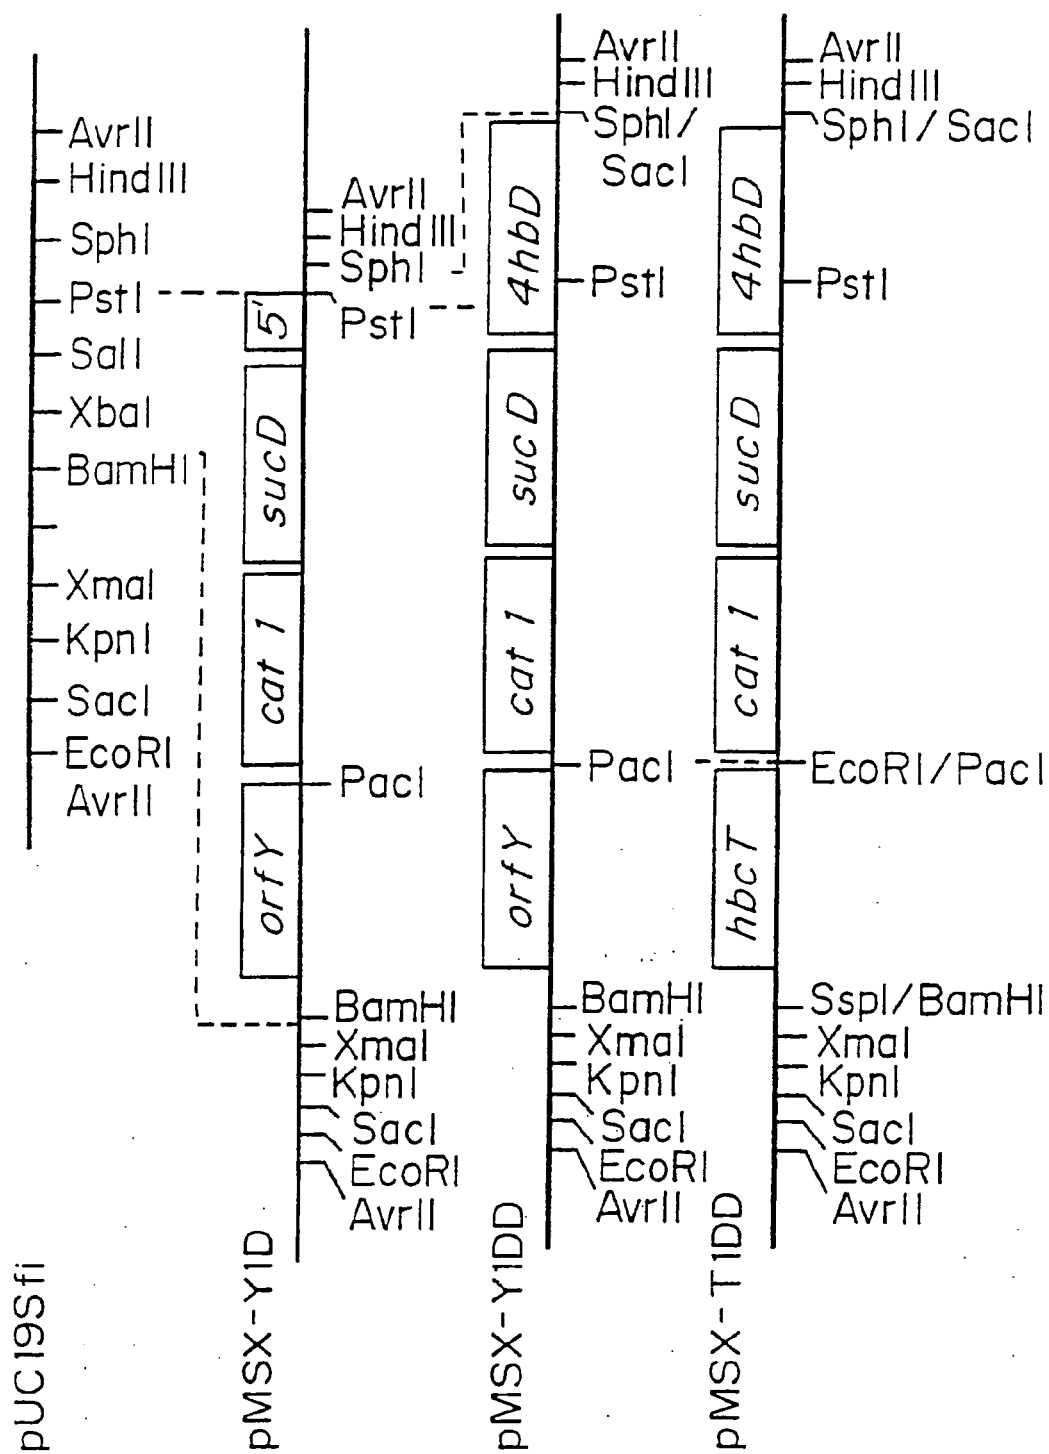 AvrII
HindIII
SphI
PstI
SalI
XbaI
BamHI
XmaI
KpnI
SacI
EcoRI
AvrII
pUC19Sfi
AvrII
HindIII
SphI
PstI
5'
sucD
cat 1
PacI
orfY
BamHI
XmaI
KpnI
SacI
EcoRI
AvrII
pMSX-Y1D
AvrII
HindIII
SphI/
SacI
4hbD
PstI
sucD
cat 1
PacI
orfY
BamHI
XmaI
KpnI
SacI
EcoRI
AvrII
pMSX-Y1DD
AvrII
HindIII
SphI/SacI
4hbD
PstI
sucD
cat 1
EcoRI/PacI
hbcT
SspI/BamHI
XmaI
KpnI
SacI
EcoRI
AvrII
pMSX-T1DD